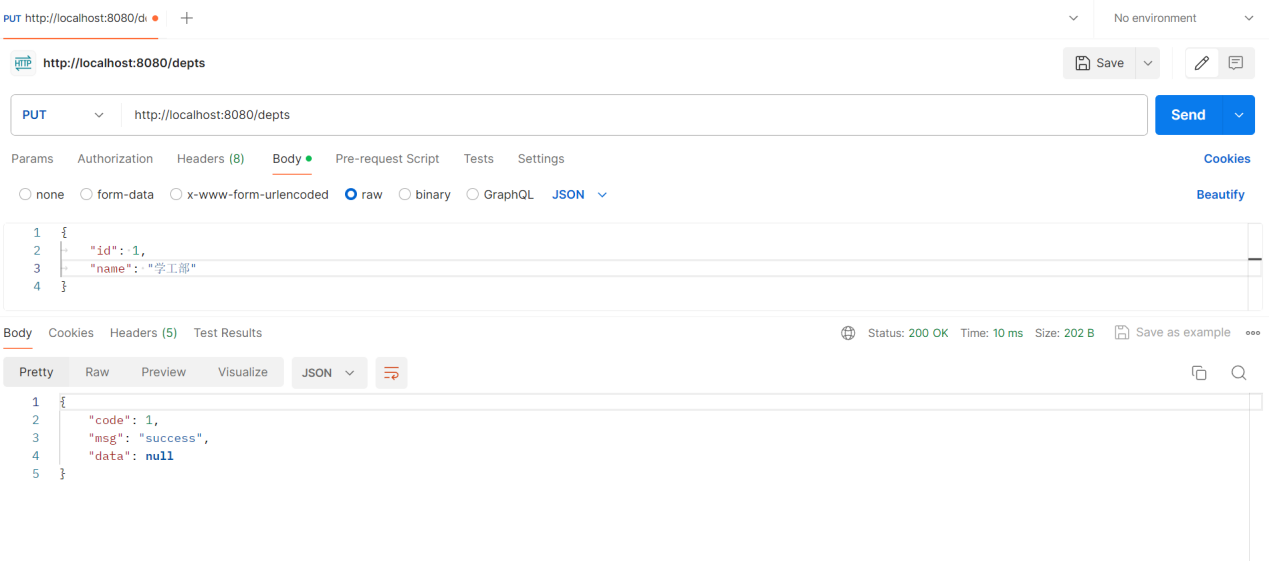 PUT http://localhost:8080/de
No environment
HTTP http://localhost:8080/depts
Save
PUT http://localhost:8080/depts Send
Params Authorization Headers (8) Body Pre-request Script Tests Settings Cookies
none form-data x-www-form-urlencoded raw binary GraphQL JSON Beautify
1 {
2 "id": 1,
3 "name": "学工部"
4 }
Body Cookies Headers (5) Test Results Status: 200 OK Time: 10 ms Size: 202 B Save as example
Pretty Raw Preview Visualize JSON
1 {
2 "code": 1,
3 "msg": "success",
4 "data": null
5 }